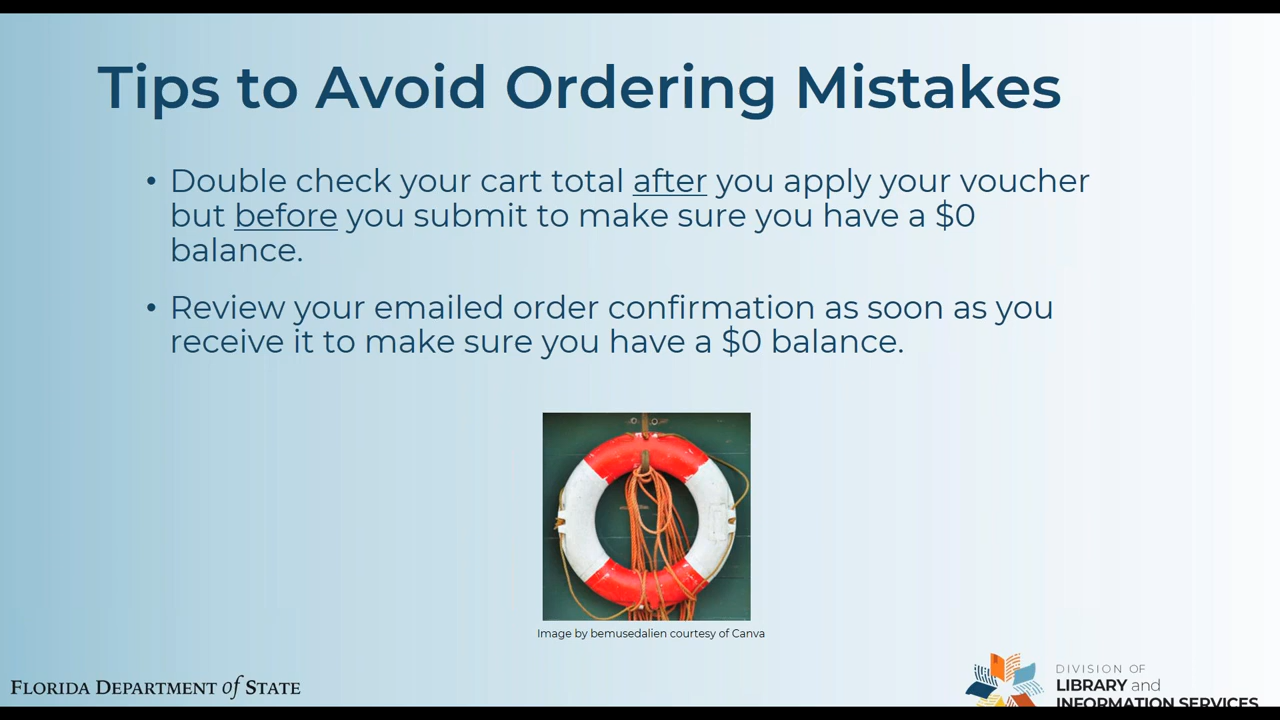 Tips to Avoid Ordering Mistakes
• Double check your cart total after you apply your voucher
but before you submit to make sure you have a $0
balance.
• Review your emailed order confirmation as soon as you
receive it to make sure you have a $0 balance.
Image by bemusedalien courtesy of Canva
FLORIDA DEPARTMENT of STATE
DIVISION OF
LIBRARY and
INFORMATION SERVICES